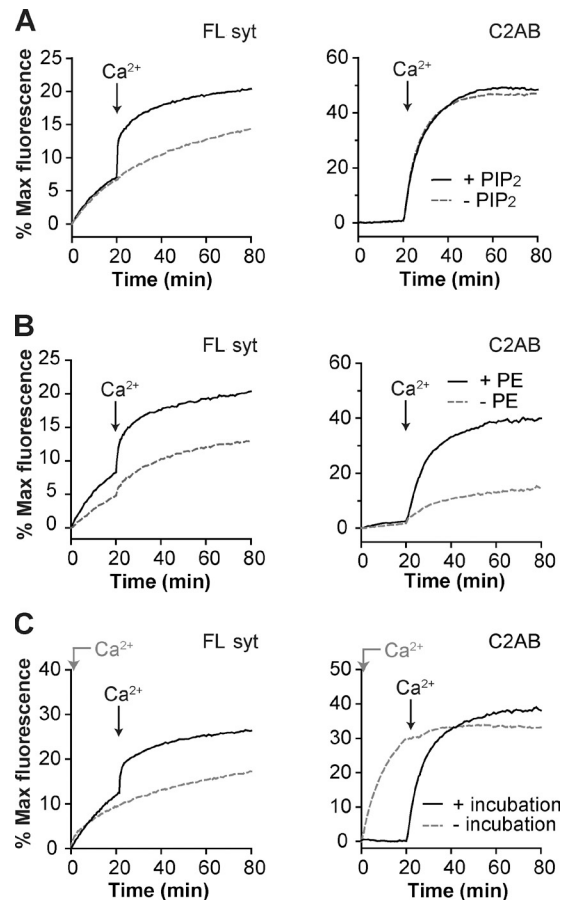 A
FL syt
C2AB
% Max fluorescence
25
20
15
10
5
0
Ca²⁺
0 20 40 60 80
Time (min)
60
40
20
0
Ca²⁺
+ PIP₂
- PIP₂
0 20 40 60 80
Time (min)
B
FL syt
C2AB
% Max fluorescence
25
20
15
10
5
0
Ca²⁺
0 20 40 60 80
Time (min)
60
40
20
0
+ PE
- PE
Ca²⁺
0 20 40 60 80
Time (min)
C
Ca²⁺
FL syt
Ca²⁺
C2AB
% Max fluorescence
40
30
20
10
0
Ca²⁺
0 20 40 60 80
Time (min)
50
40
30
20
10
0
Ca²⁺
+ incubation
- incubation
0 20 40 60 80
Time (min)